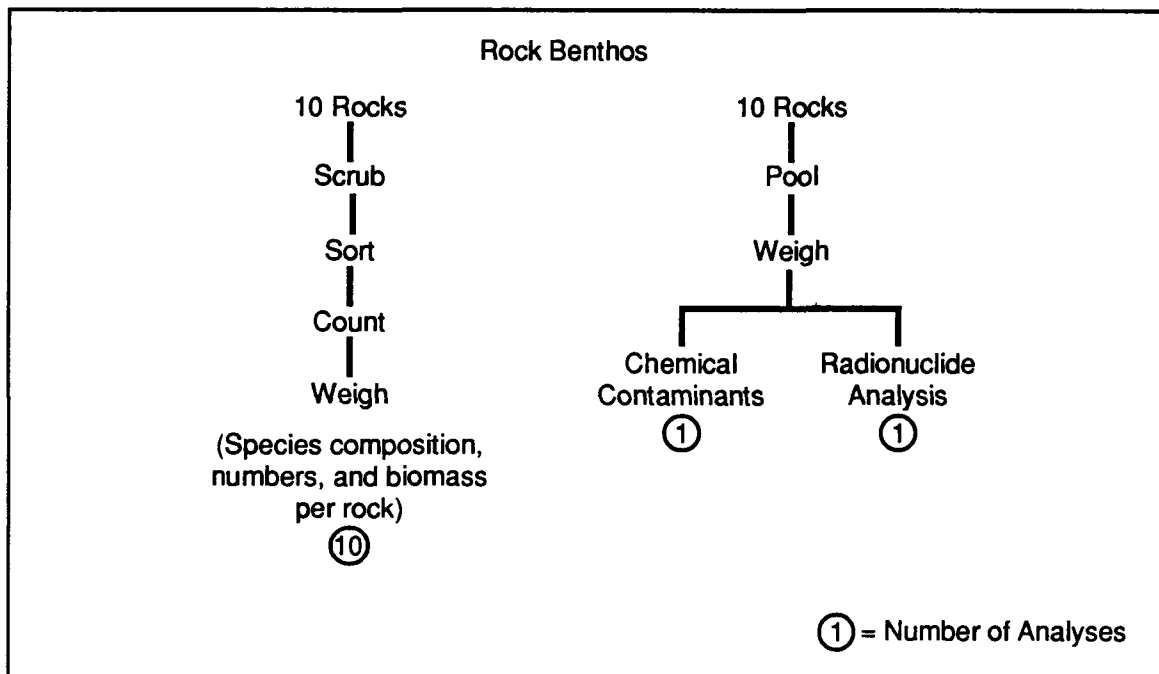 Rock Benthos
10 Rocks
Scrub
Sort
Count
Weigh
(Species composition,
numbers, and biomass
per rock)
10
10 Rocks
Pool
Weigh
Chemical
Contaminants
1
Radionuclide
Analysis
1
1 = Number of Analyses